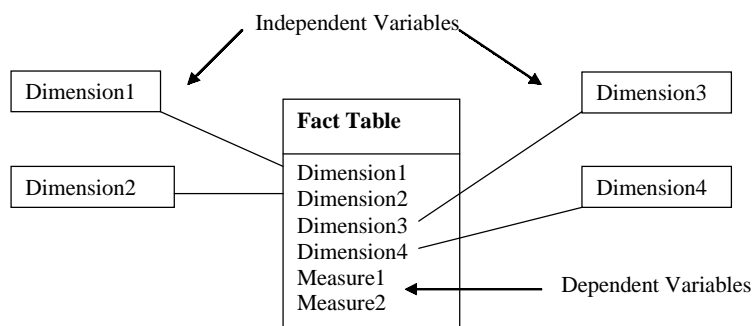 Independent Variables
Dimension1
Dimension2
Fact Table
Dimension1
Dimension2
Dimension3
Dimension4
Measure1
Measure2
Dimension3
Dimension4
Dependent Variables